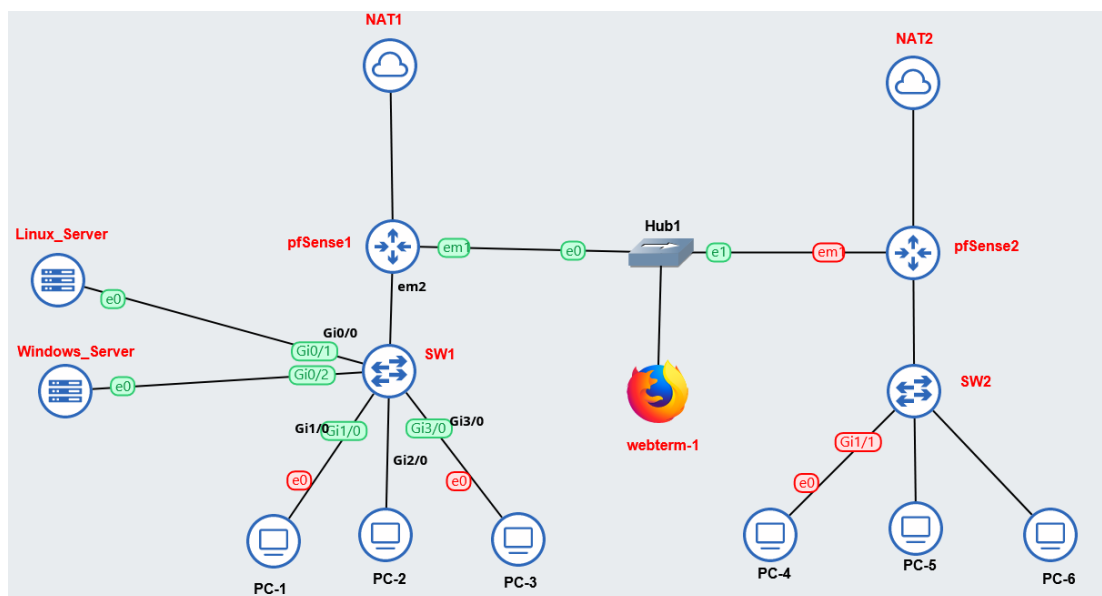 NAT1
NAT2
Linux_Server
pfSense1
em1
e0
Hub1
e1
em1
pfSense2
em2
e0
Gi0/0
Gi0/1
Windows_Server
e0
Gi0/2
SW1
SW2
Gi1/0
Gi1/0
Gi3/0
Gi3/0
Gi2/0
webterm-1
Gi1/1
e0
e0
e0
PC-1
PC-2
PC-3
PC-4
PC-5
PC-6